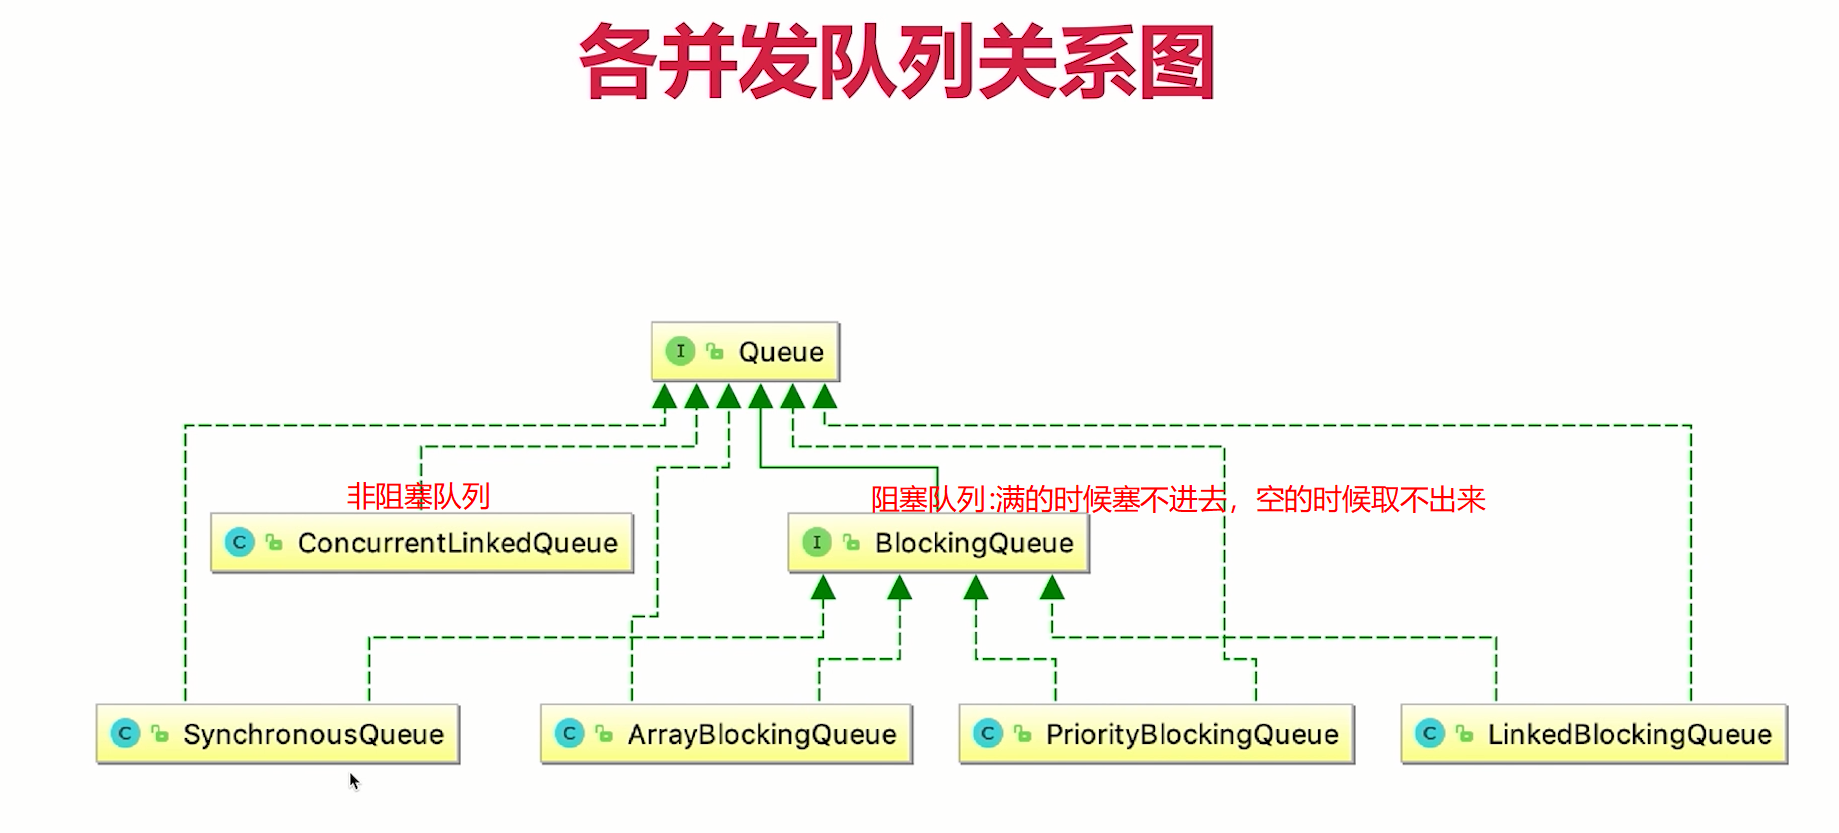 各并发队列关系图
I Queue
非阻塞队列
阻塞队列:满的时候塞不进去，空的时候取不出来
C ConcurrentLinkedQueue
I BlockingQueue
C SynchronousQueue
C ArrayBlockingQueue
C PriorityBlockingQueue
C LinkedBlockingQueue